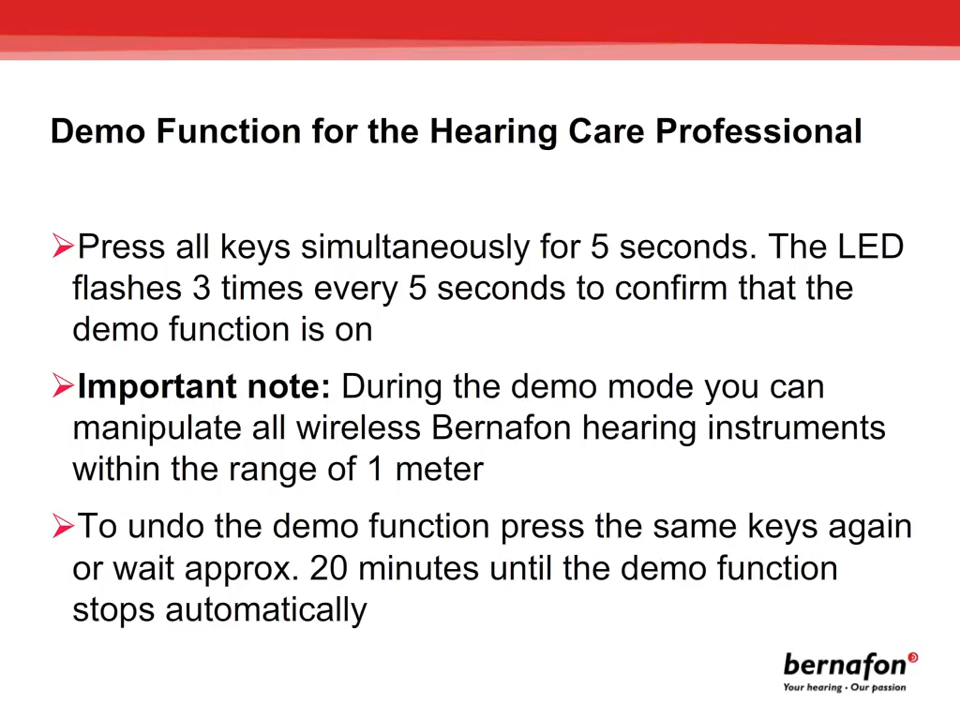 Demo Function for the Hearing Care Professional
Press all keys simultaneously for 5 seconds. The LED
flashes 3 times every 5 seconds to confirm that the
demo function is on
Important note: During the demo mode you can
manipulate all wireless Bernafon hearing instruments
within the range of 1 meter
To undo the demo function press the same keys again
or wait approx. 20 minutes until the demo function
stops automatically
bernafon
Your hearing • Our passion